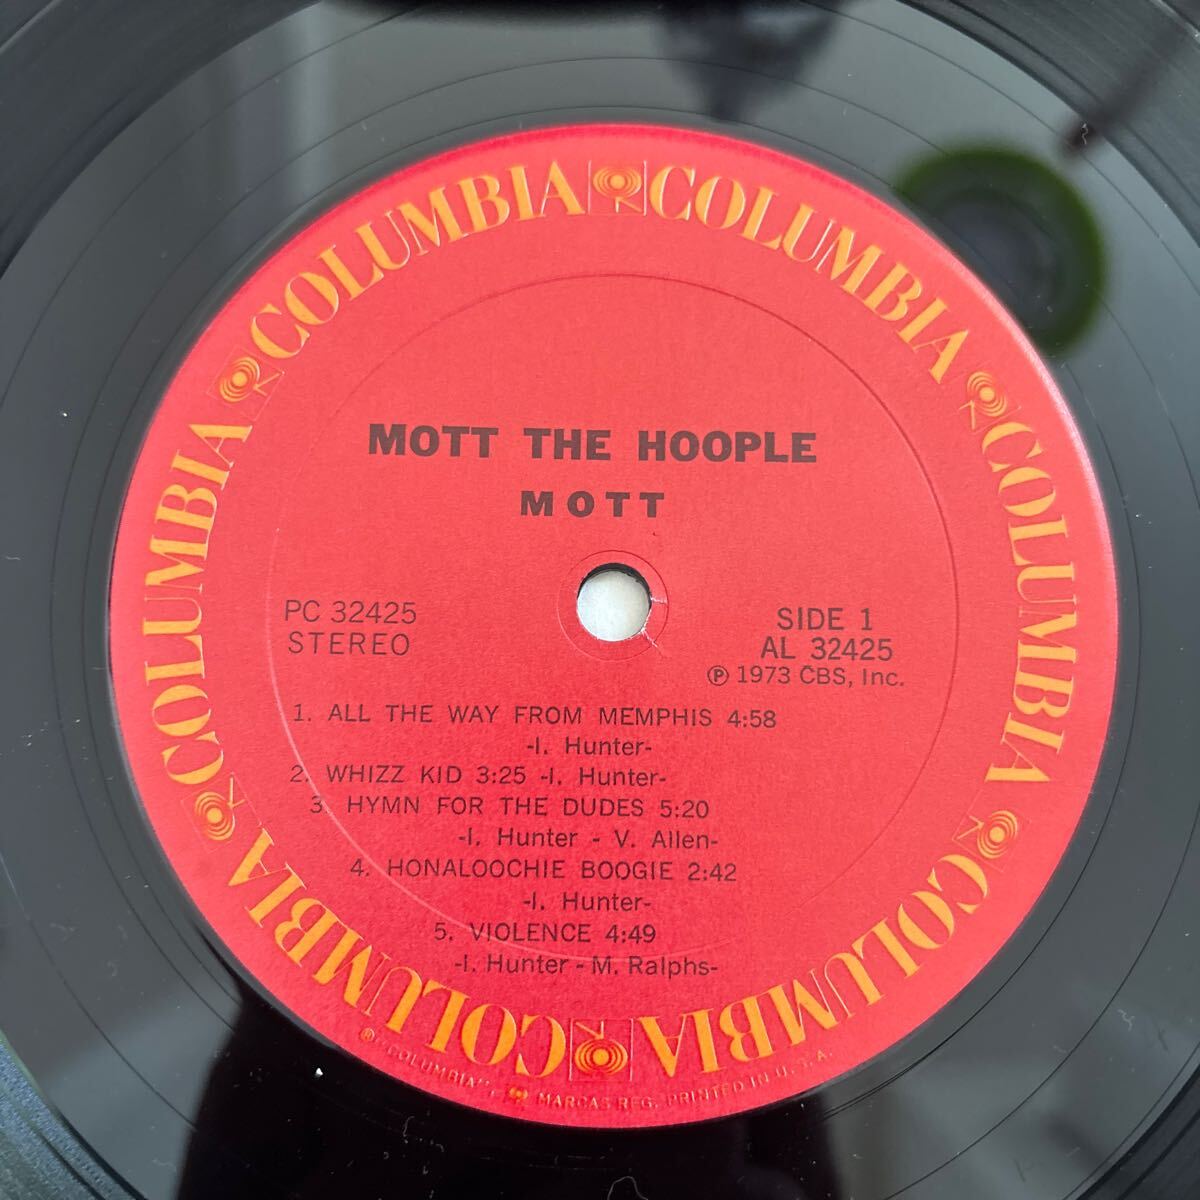 COLUMBIA COLUMBIA COLUMBIA COLUMBIA COLUMBIA COLUMBIA
MOTT THE HOOPLE
MOTT
PC 32425
STEREO
SIDE 1
AL 32425
Ⓟ 1973 CBS, Inc.
1. ALL THE WAY FROM MEMPHIS 4:58
-I. Hunter-
2. WHIZZ KID 3:25 -I. Hunter-
3. HYMN FOR THE DUDES 5:20
-I. Hunter - V. Allen-
4. HONALOOCHIE BOOGIE 2:42
-I. Hunter-
5. VIOLENCE 4:49
-I. Hunter - M. Ralphs-
® "COLUMBIA", MARCAS REG. PRINTED IN U.S.A.